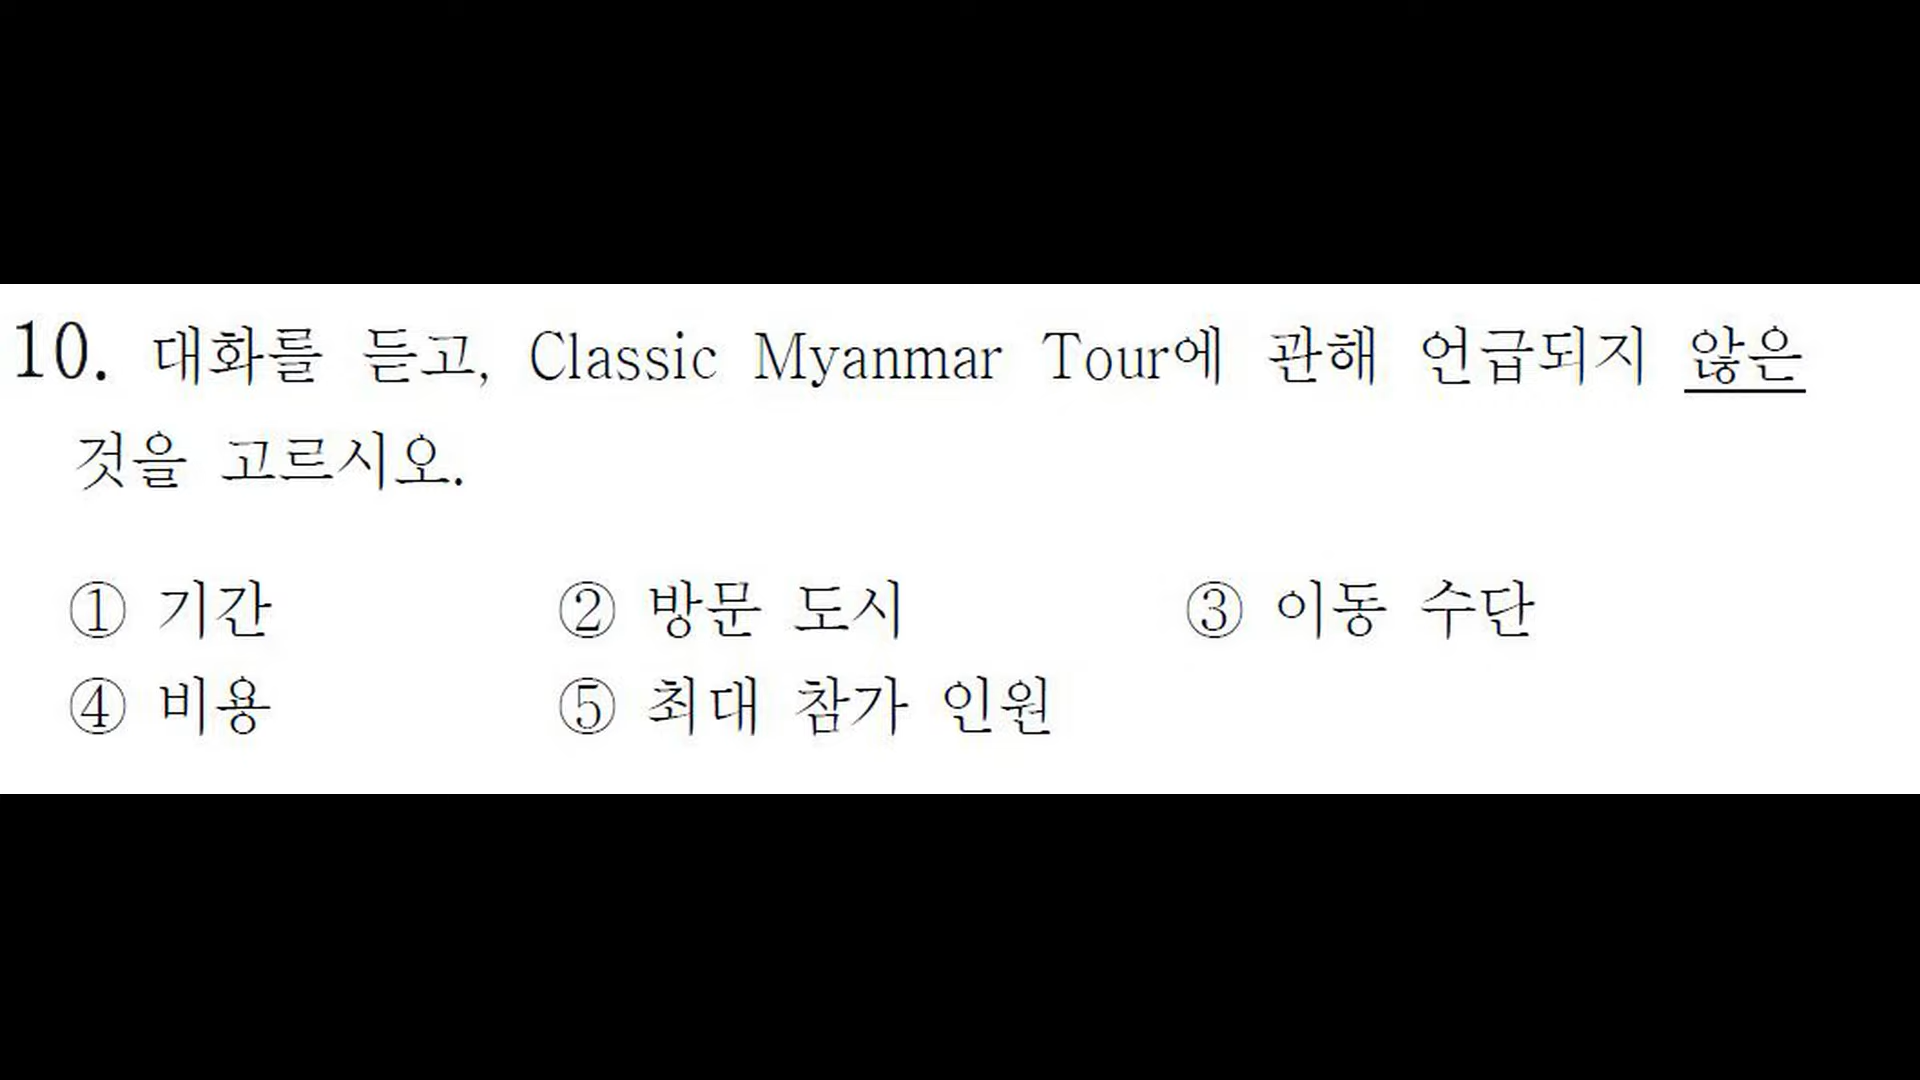 10. 대화를 듣고, Classic Myanmar Tour에 관해 언급되지 않은
것을 고르시오.
① 기간 ② 방문 도시 ③ 이동 수단
④ 비용 ⑤ 최대 참가 인원